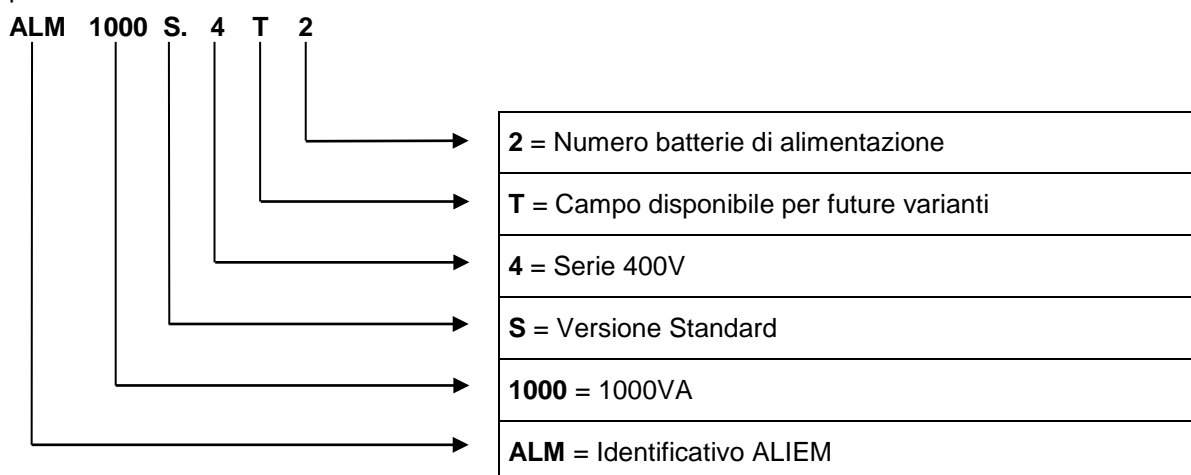 ALM 1000 S. 4 T 2
2 = Numero batterie di alimentazione
T = Campo disponibile per future varianti
4 = Serie 400V
S = Versione Standard
1000 = 1000VA
ALM = Identificativo ALIEM